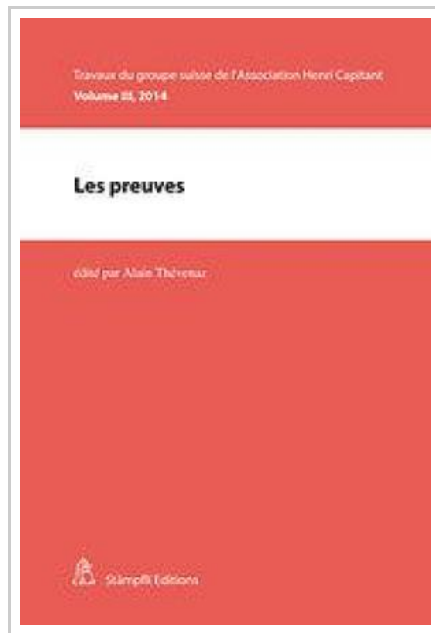 Travaux du groupe suisse de l'Association Henri Capitant
Volume III, 2014
Les preuves
édité par Alain Thévenaz
Stämpfli Editions